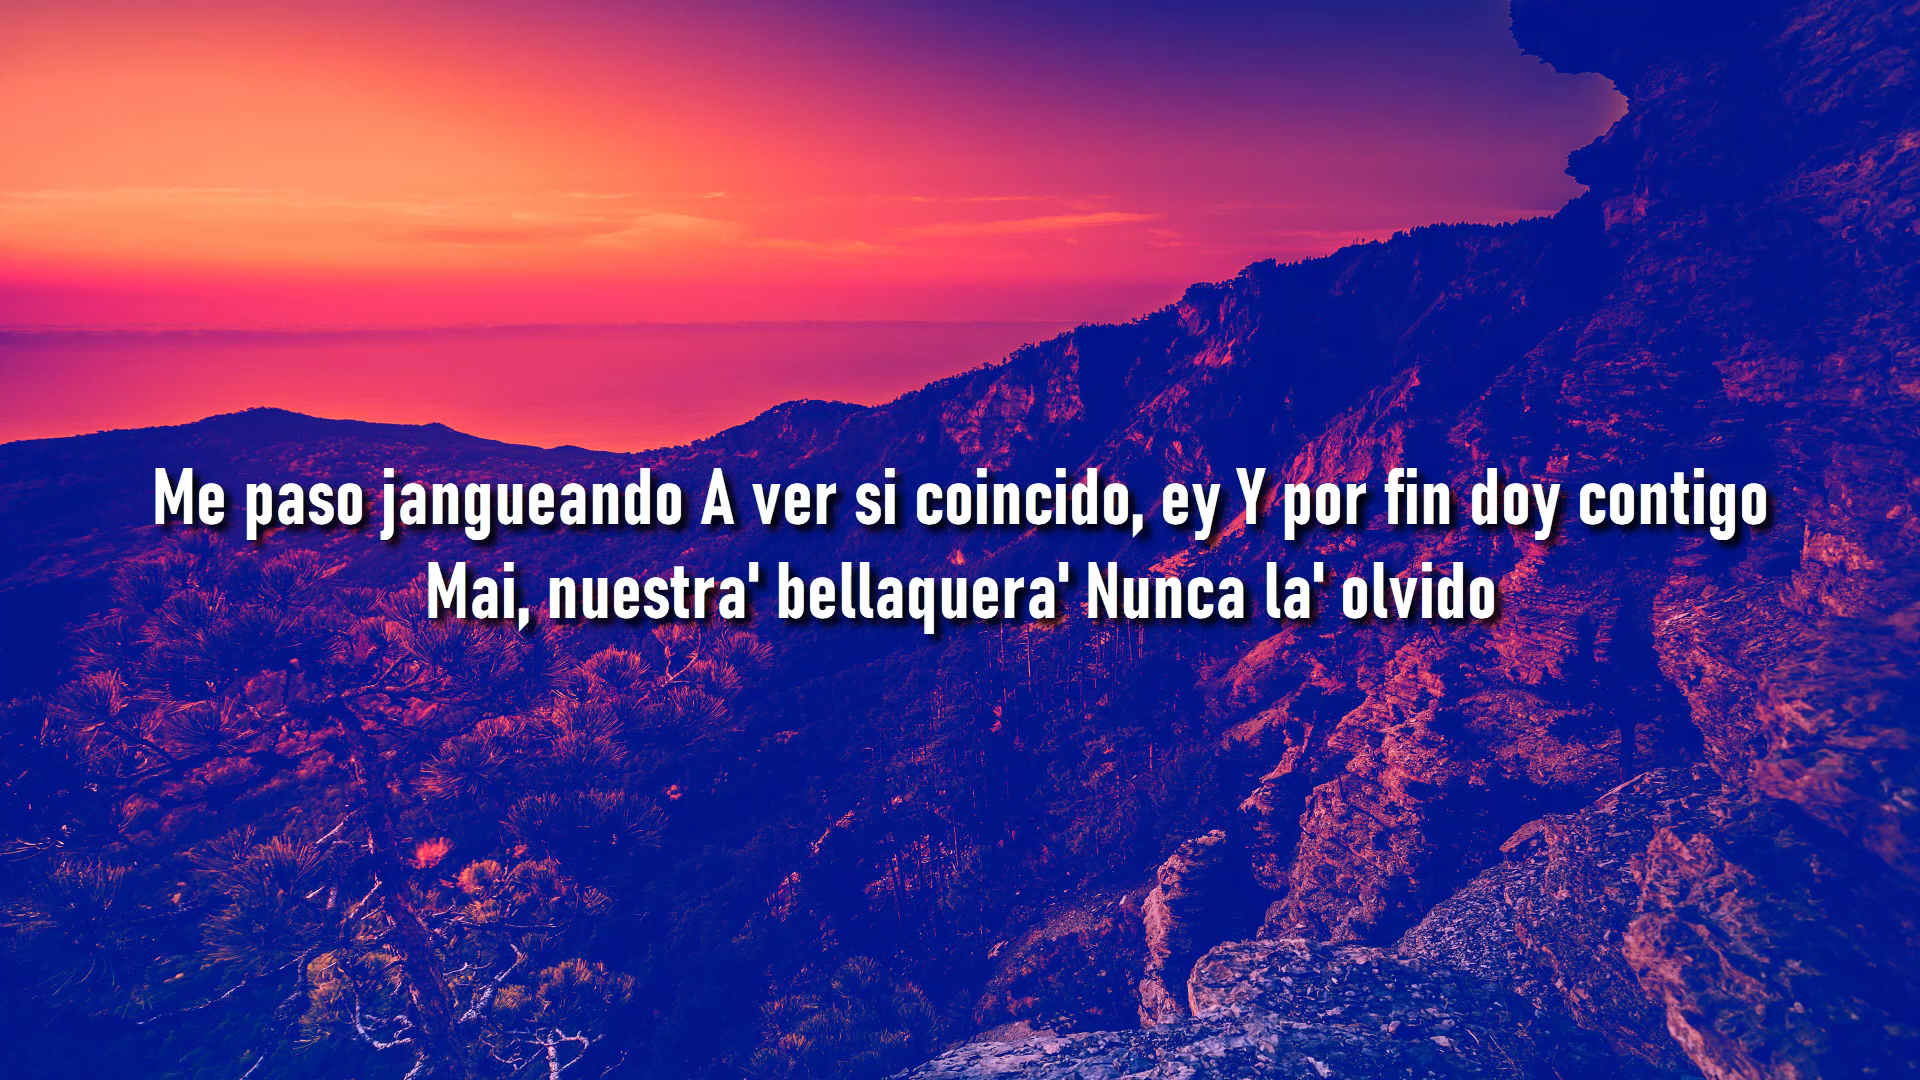 Me paso jangueando A ver si coincido, ey Y por fin doy contigo
Mai, nuestra' bellaquera' Nunca la' olvido